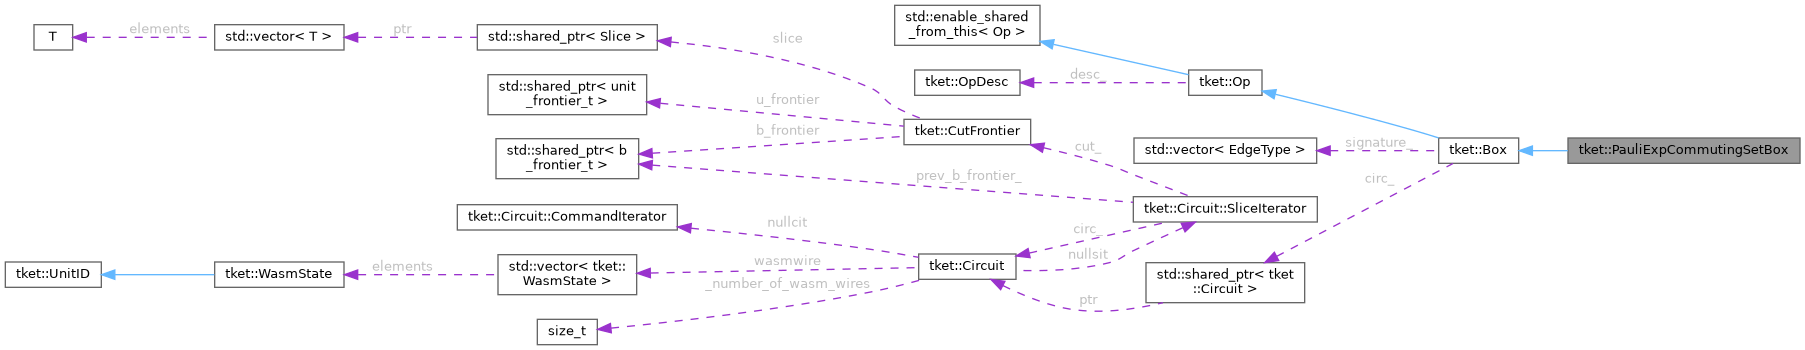 std::enable_shared
_from_this< Op >
T
elements
std::vector< T >
ptr
std::shared_ptr< Slice >
slice
tket::OpDesc
desc_
tket::Op
std::shared_ptr< unit
_frontier_t >
u_frontier
b_frontier
tket::CutFrontier
std::shared_ptr< b
_frontier_t >
cut_
std::vector< EdgeType >
signature_
tket::Box
tket::PauliExpCommutingSetBox
prev_b_frontier_
circ_
tket::Circuit::CommandIterator
nullcit
tket::Circuit::SliceIterator
circ_
nullsit
tket::UnitID
tket::WasmState
elements
std::vector< tket::
WasmState >
wasmwire
_number_of_wasm_wires
tket::Circuit
std::shared_ptr< tket
::Circuit >
ptr
size_t